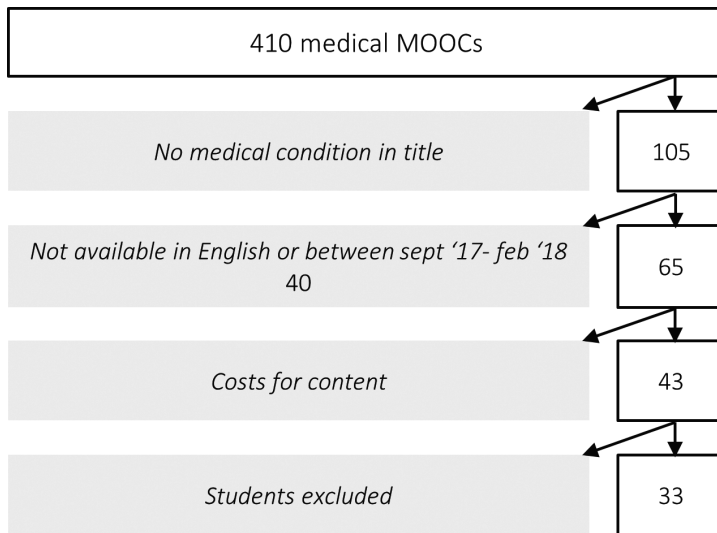 410 medical MOOCs
No medical condition in title
105
Not available in English or between sept ‘17- feb ‘18
40
65
Costs for content
43
Students excluded
33